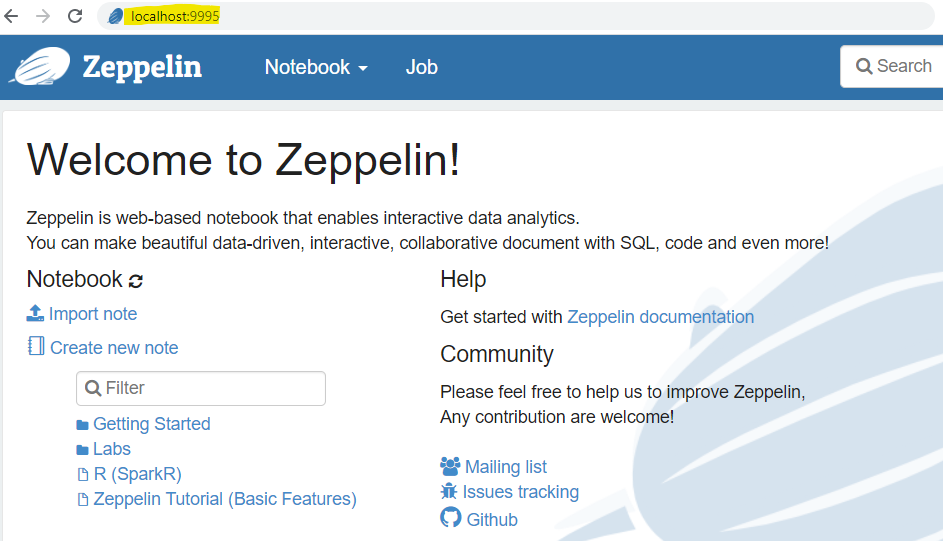 localhost:9995
Zeppelin
Notebook
Job
Search
Welcome to Zeppelin!
Zeppelin is web-based notebook that enables interactive data analytics.
You can make beautiful data-driven, interactive, collaborative document with SQL, code and even more!
Notebook
Import note
Create new note
Filter
Getting Started
Labs
R (SparkR)
Zeppelin Tutorial (Basic Features)
Help
Get started with Zeppelin documentation
Community
Please feel free to help us to improve Zeppelin,
Any contribution are welcome!
Mailing list
Issues tracking
Github